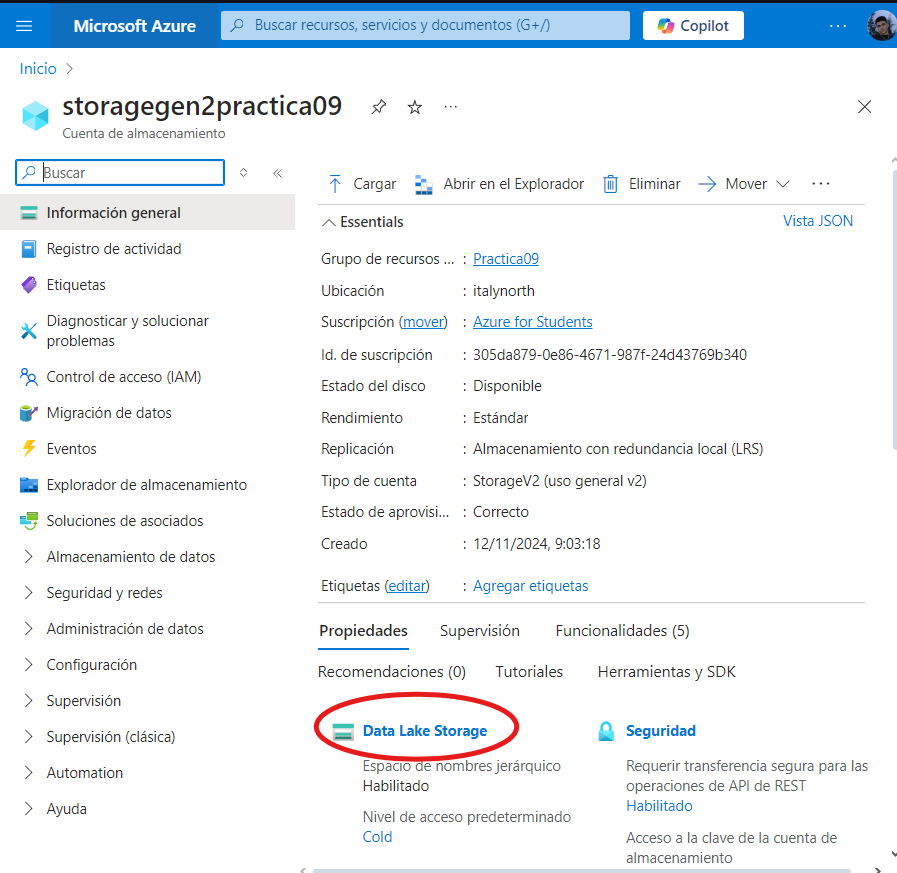 Microsoft Azure
Buscar recursos, servicios y documentos (G+/)
Copilot
Inicio
storagegen2practica09
Cuenta de almacenamiento
Buscar
Información general
Registro de actividad
Etiquetas
Diagnosticar y solucionar
problemas
Control de acceso (IAM)
Migración de datos
Eventos
Explorador de almacenamiento
Soluciones de asociados
Almacenamiento de datos
Seguridad y redes
Administración de datos
Configuración
Supervisión
Supervisión (clásica)
Automation
Ayuda
Cargar Abrir en el Explorador Eliminar Mover ...
Essentials Vista JSON
Grupo de recursos ... : Practica09
Ubicación : italynorth
Suscripción (mover) : Azure for Students
Id. de suscripción : 305da879-0e86-4671-987f-24d43769b340
Estado del disco : Disponible
Rendimiento : Estándar
Replicación : Almacenamiento con redundancia local (LRS)
Tipo de cuenta : StorageV2 (uso general v2)
Estado de aprovisi... : Correcto
Creado : 12/11/2024, 9:03:18
Etiquetas (editar) : Agregar etiquetas
Propiedades Supervisión Funcionalidades (5)
Recomendaciones (0) Tutoriales Herramientas y SDK
Data Lake Storage
Espacio de nombres jerárquico
Habilitado
Nivel de acceso predeterminado
Cold
Seguridad
Requerir transferencia segura para las
operaciones de API de REST
Habilitado
Acceso a la clave de la cuenta de
almacenamiento